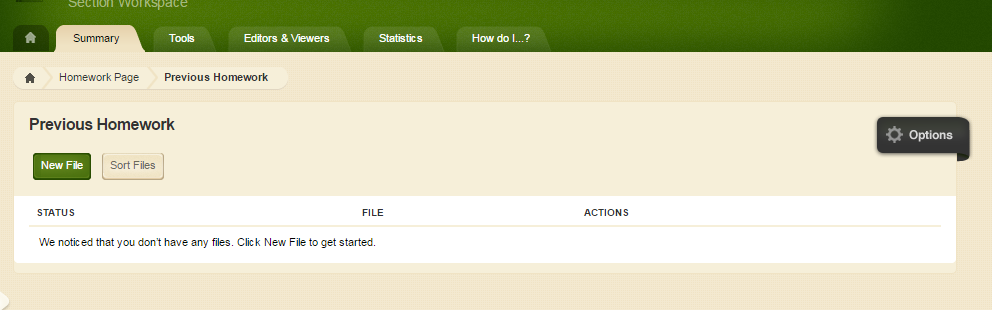 Section Workspace
Summary Tools Editors & Viewers Statistics How do I...?
Homework Page Previous Homework
Previous Homework
Options
New File Sort Files
STATUS FILE ACTIONS
We noticed that you don't have any files. Click New File to get started.